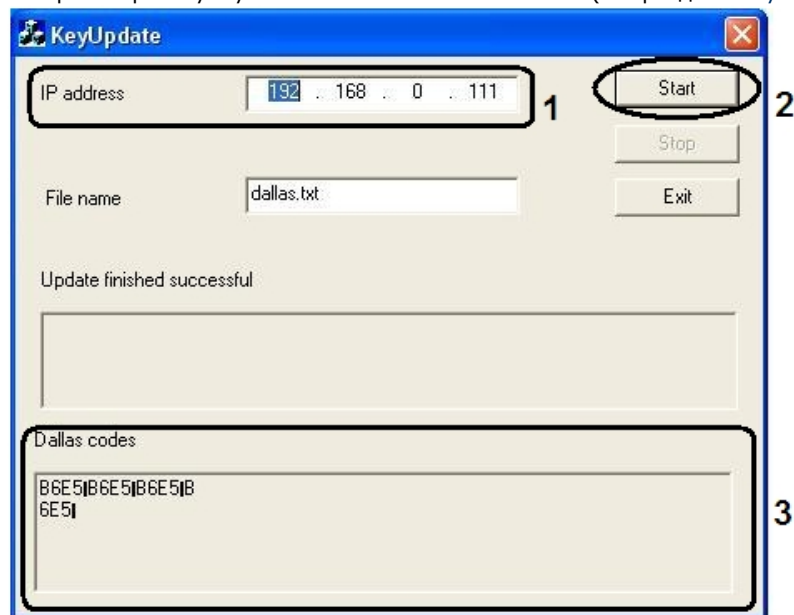 KeyUpdate
IP address 192 . 168 . 0 . 111
1
Start
2
Stop
File name dallas.txt
Exit
Update finished successful
Dallas codes
B6E5|B6E5|B6E5|B
6E5|
3